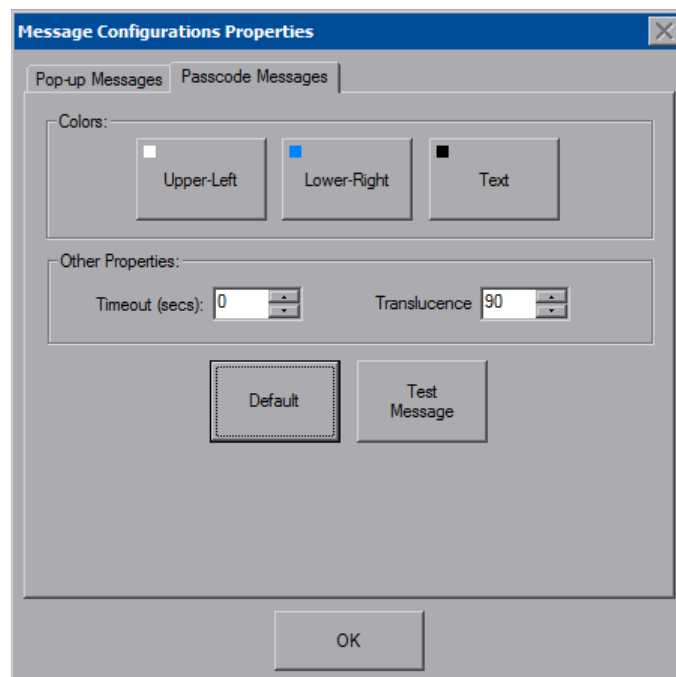 Message Configurations Properties
Pop-up Messages
Passcode Messages
Colors:
Upper-Left
Lower-Right
Text
Other Properties:
Timeout (secs): 0
Translucence 90
Default
Test
Message
OK